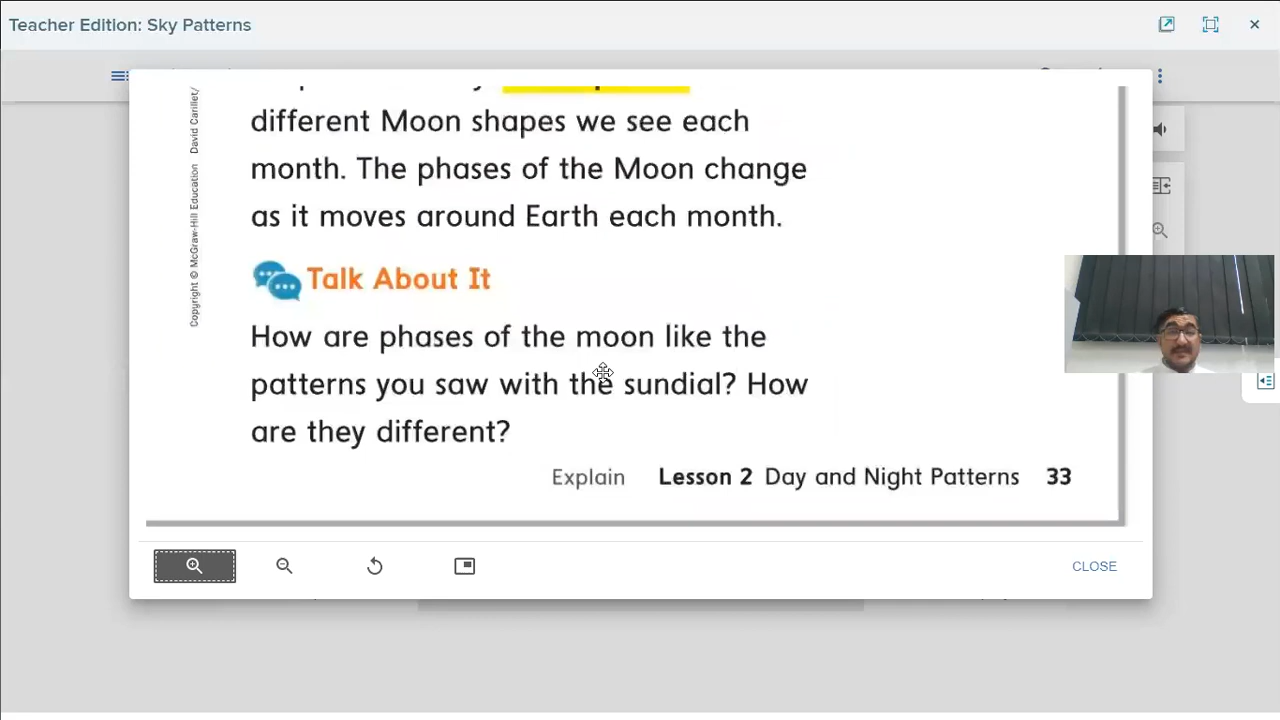 Teacher Edition: Sky Patterns
different Moon shapes we see each
month. The phases of the Moon change
as it moves around Earth each month.
Copyright © McGraw-Hill Education David Carillet/
Talk About It
How are phases of the moon like the
patterns you saw with the sundial? How
are they different?
Explain Lesson 2 Day and Night Patterns 33
CLOSE